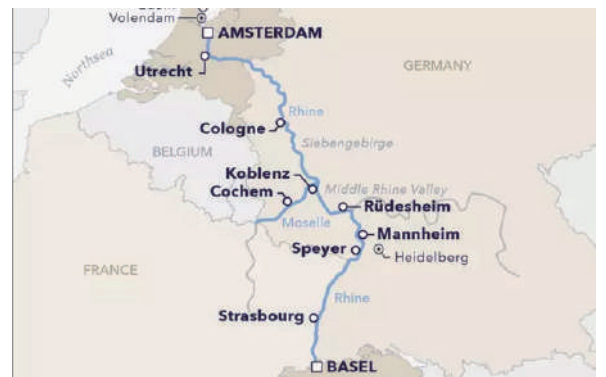 Volendam
AMSTERDAM
Northsea
Utrecht
GERMANY
Rhine
Cologne
Siebengebirge
BELGIUM
Koblenz
Middle Rhine Valley
Cochem
Rüdesheim
Moselle
Mannheim
Speyer
Heidelberg
FRANCE
Rhine
Strasbourg
BASEL